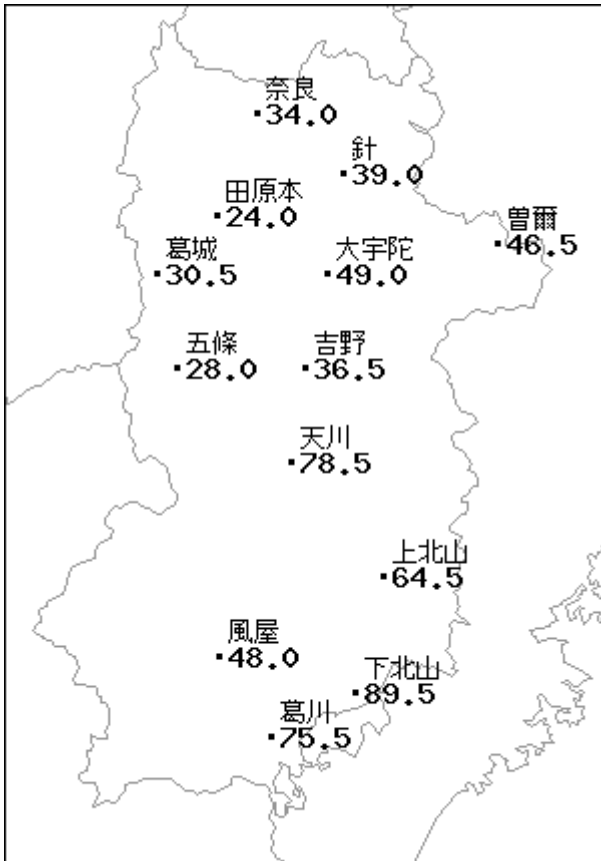 奈良
34.0
針
39.0
田原本
24.0
曽爾
46.5
葛城
30.5
大宇陀
49.0
五條
28.0
吉野
36.5
天川
78.5
上北山
64.5
風屋
48.0
下北山
89.5
葛川
75.5